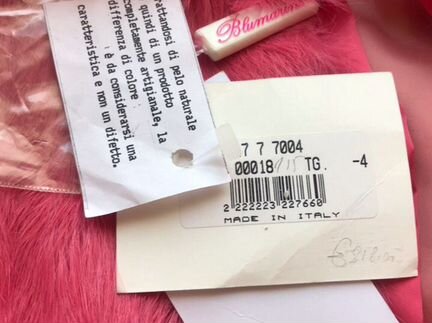 Blumarine
rattandosi di pelo naturale
quindi di un prodotto
completamente artigianale, la
differenza di colore
è da considerarsi una
caratteristica e non un difetto.
7 7 7004
00018 TG. -4
2 222223 227660
MADE IN ITALY